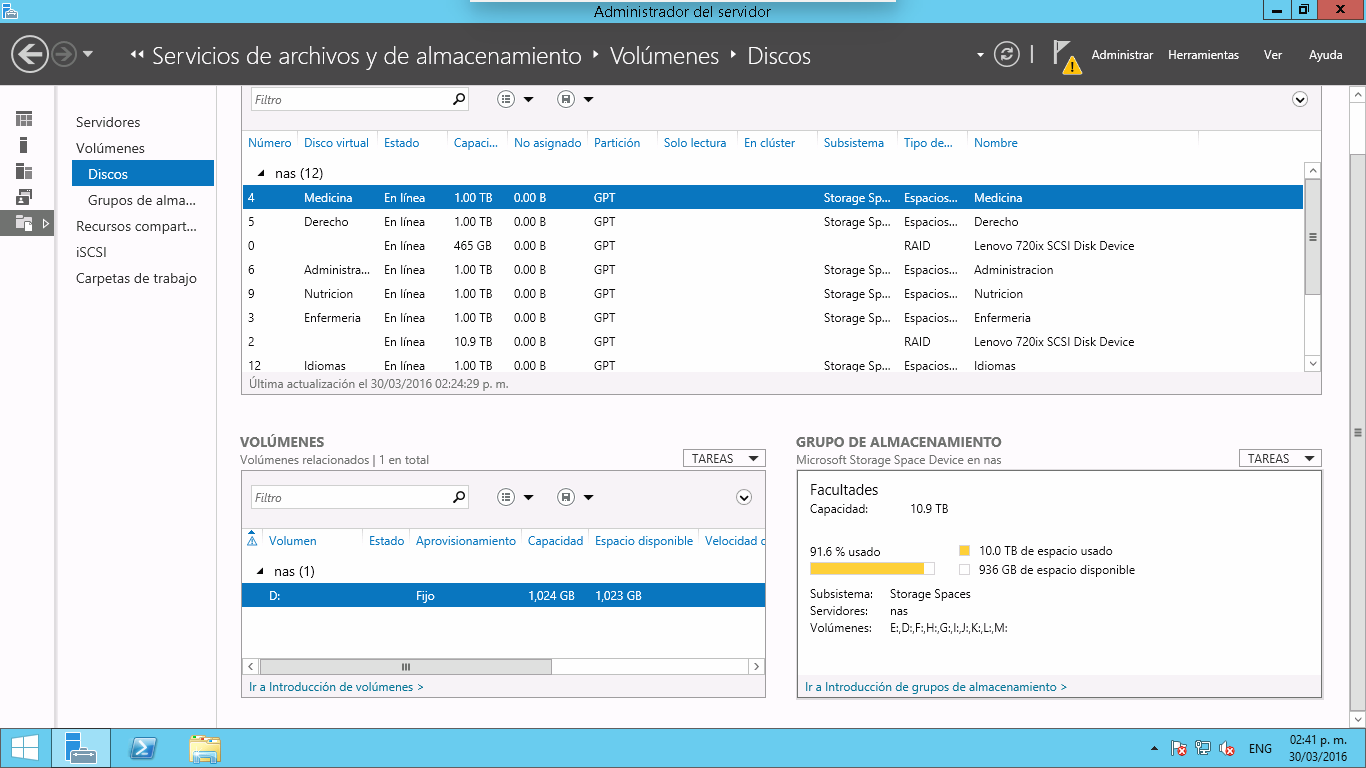 Administrador del servidor
Servicios de archivos y de almacenamiento Volúmenes Discos
Administrar Herramientas Ver Ayuda
Servidores
Volúmenes
Discos
Grupos de alma...
Recursos compart...
iSCSI
Carpetas de trabajo
Filtro
Número Disco virtual Estado Capaci... No asignado Partición Solo lectura En clúster Subsistema Tipo de... Nombre
nas (12)
4 Medicina En línea 1.00 TB 0.00 B GPT Storage Sp... Espacios... Medicina
5 Derecho En línea 1.00 TB 0.00 B GPT Storage Sp... Espacios... Derecho
0 En línea 465 GB 0.00 B GPT RAID Lenovo 720ix SCSI Disk Device
6 Administra... En línea 1.00 TB 0.00 B GPT Storage Sp... Espacios... Administracion
9 Nutricion En línea 1.00 TB 0.00 B GPT Storage Sp... Espacios... Nutricion
3 Enfermeria En línea 1.00 TB 0.00 B GPT Storage Sp... Espacios... Enfermeria
2 En línea 10.9 TB 0.00 B GPT RAID Lenovo 720ix SCSI Disk Device
12 Idiomas En línea 1.00 TB 0.00 B GPT Storage Sp... Espacios... Idiomas
Última actualización el 30/03/2016 02:24:29 p. m.
VOLÚMENES
Volúmenes relacionados | 1 en total
TAREAS
Filtro
Volumen Estado Aprovisionamiento Capacidad Espacio disponible Velocidad d
nas (1)
D: Fijo 1,024 GB 1,023 GB
Ir a Introducción de volúmenes >
GRUPO DE ALMACENAMIENTO
Microsoft Storage Space Device en nas
TAREAS
Facultades
Capacidad: 10.9 TB
91.6 % usado
10.0 TB de espacio usado
936 GB de espacio disponible
Subsistema: Storage Spaces
Servidores: nas
Volúmenes: E:,D:,F:,H:,G:,I:,J:,K:,L:,M:
Ir a Introducción de grupos de almacenamiento >
ENG
02:41 p. m.
30/03/2016